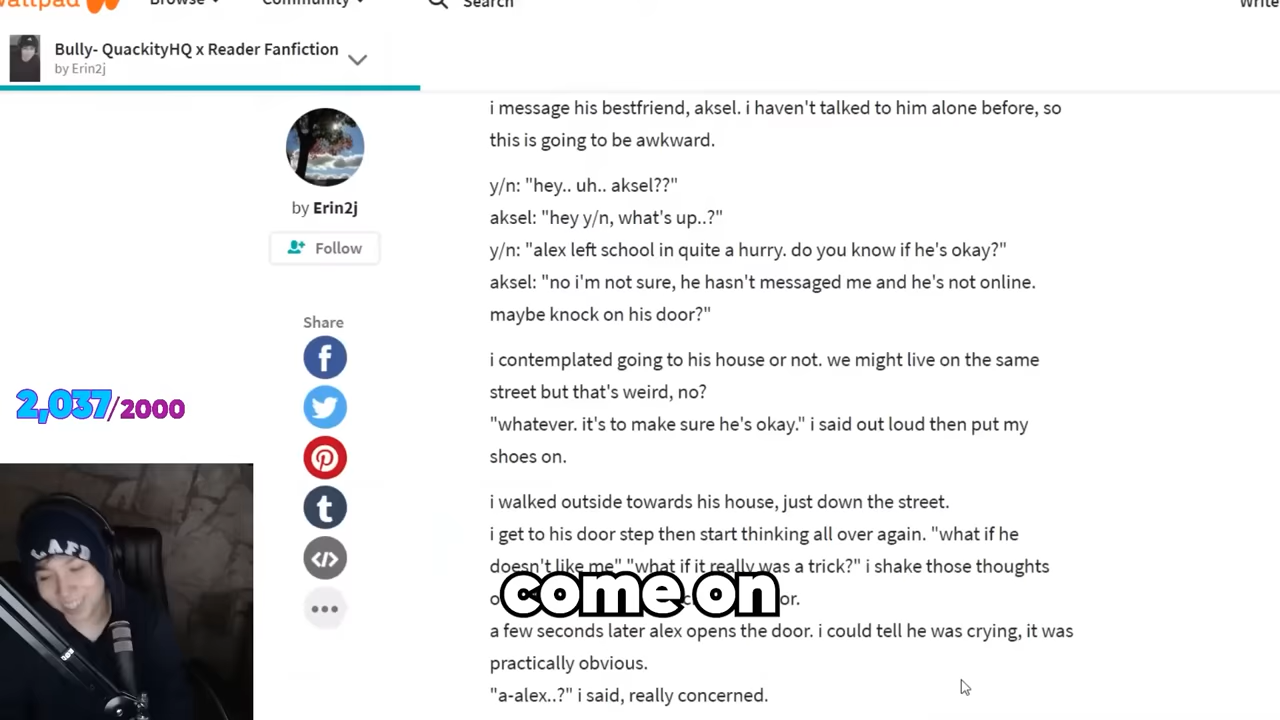 wattpad
Browse
Community
Search
Write
Bully- QuackityHQ x Reader Fanfiction
by Erin2j
i message his bestfriend, aksel. i haven't talked to him alone before, so
this is going to be awkward.
y/n: "hey.. uh.. aksel??"
aksel: "hey y/n, what's up..?"
y/n: "alex left school in quite a hurry. do you know if he's okay?"
aksel: "no i'm not sure, he hasn't messaged me and he's not online.
maybe knock on his door?"
i contemplated going to his house or not. we might live on the same
street but that's weird, no?
"whatever. it's to make sure he's okay." i said out loud then put my
shoes on.
i walked outside towards his house, just down the street.
i get to his door step then start thinking all over again. "what if he
doesn't like me" "what if it really was a trick?" i shake those thoughts
a few seconds later alex opens the door. i could tell he was crying, it was
practically obvious.
"a-alex..?" i said, really concerned.
by Erin2j
Follow
Share
2,037/2000
come on